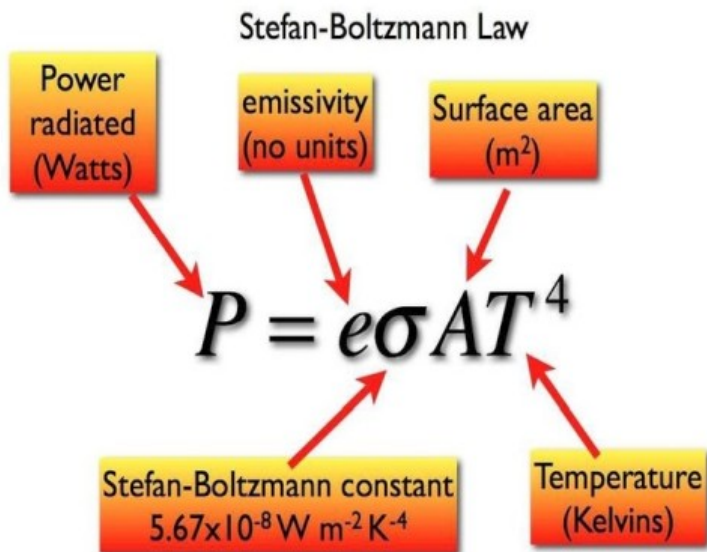 Stefan-Boltzmann Law
Power
radiated
(Watts)
emissivity
(no units)
Surface area
(m²)
P = eσAT⁴
Stefan-Boltzmann constant
5.67x10⁻⁸ W m⁻² K⁻⁴
Temperature
(Kelvins)